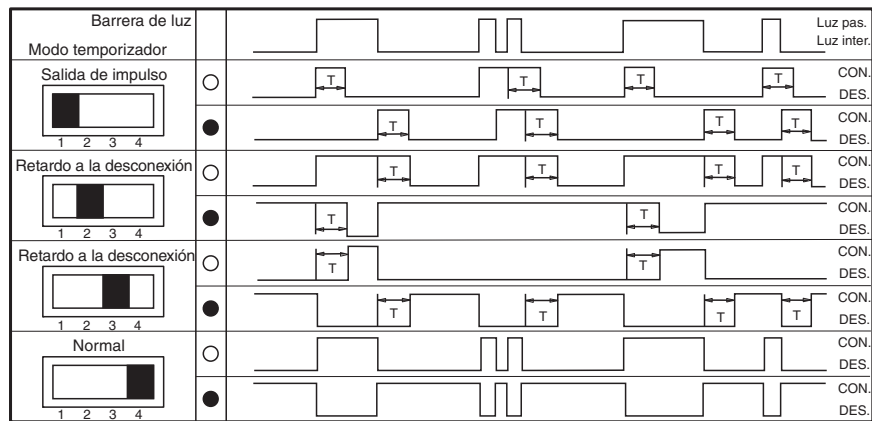 Barrera de luz
Luz pas.
Modo temporizador
Luz inter.
Salida de impulso
1 2 3 4
T T T T
CON.
DES.
T T T T
CON.
DES.
Retardo a la desconexión
1 2 3 4
T T T T
CON.
DES.
T T
CON.
DES.
Retardo a la desconexión
1 2 3 4
T T
CON.
DES.
T T T T
CON.
DES.
Normal
1 2 3 4
CON.
DES.
CON.
DES.